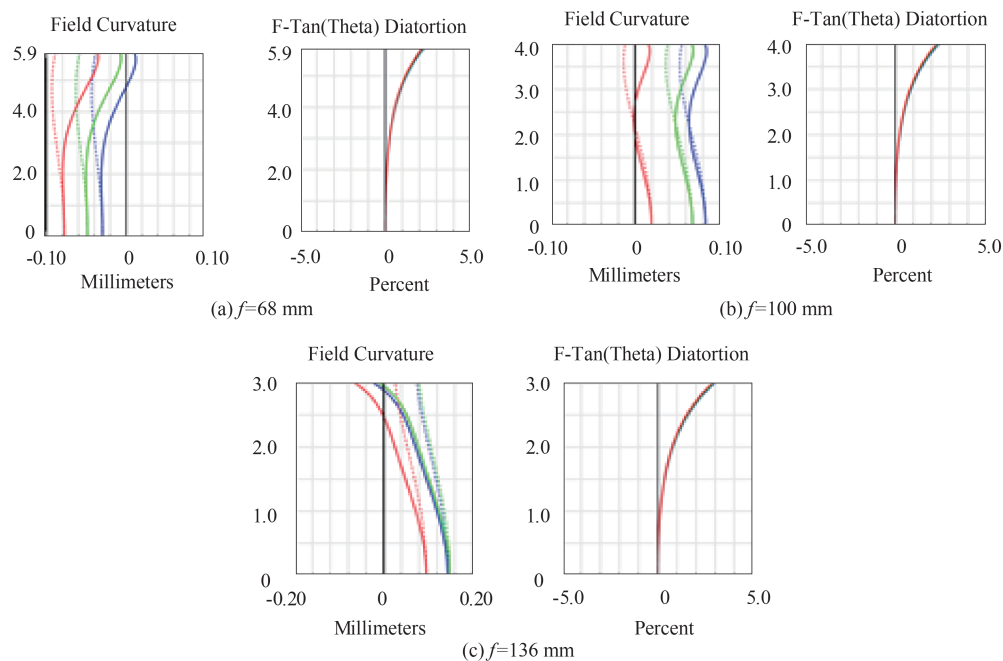 Field Curvature
F-Tan(Theta) Diatortion
5.9
4.0
2.0
0
-0.10
0
0.10
Millimeters
5.9
4.0
2.0
0
-5.0
0
5.0
Percent
(a) f=68 mm
Field Curvature
F-Tan(Theta) Diatortion
4.0
3.0
2.0
1.0
0
-0.10
0
0.10
Millimeters
4.0
3.0
2.0
1.0
0
-5.0
0
5.0
Percent
(b) f=100 mm
Field Curvature
F-Tan(Theta) Diatortion
3.0
2.0
1.0
0
-0.20
0
0.20
Millimeters
3.0
2.0
1.0
0
-5.0
0
5.0
Percent
(c) f=136 mm